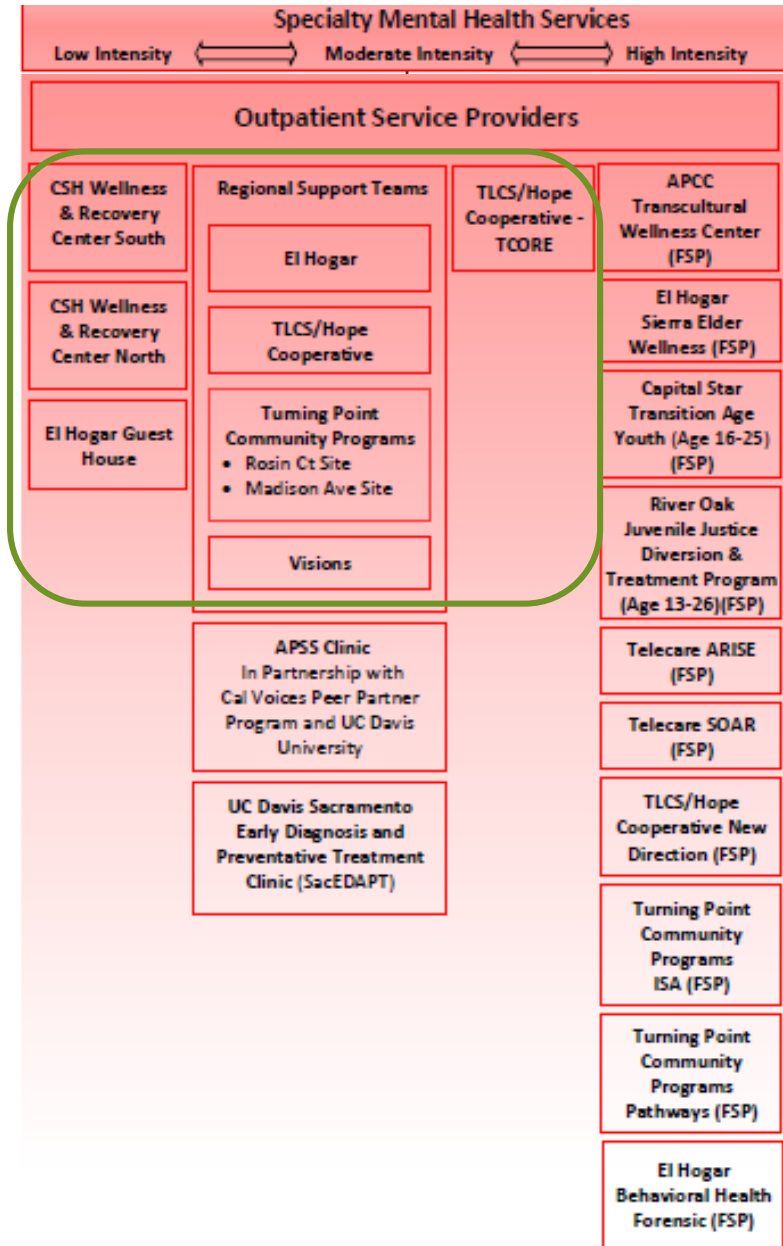 Specialty Mental Health Services
Low Intensity Moderate Intensity High Intensity
Outpatient Service Providers
CSH Wellness
& Recovery
Center South
CSH Wellness
& Recovery
Center North
El Hogar Guest
House
Regional Support Teams
El Hogar
TLCS/Hope
Cooperative
Turning Point
Community Programs
• Rosin Ct Site
• Madison Ave Site
Visions
APSS Clinic
In Partnership with
Cal Voices Peer Partner
Program and UC Davis
University
UC Davis Sacramento
Early Diagnosis and
Preventative Treatment
Clinic (SacEDAPT)
TLCS/Hope
Cooperative -
TCORE
APCC
Transcultural
Wellness Center
(FSP)
El Hogar
Sierra Elder
Wellness (FSP)
Capital Star
Transition Age
Youth (Age 16-25)
(FSP)
River Oak
Juvenile Justice
Diversion &
Treatment Program
(Age 13-26)(FSP)
Telecare ARISE
(FSP)
Telecare SOAR
(FSP)
TLCS/Hope
Cooperative New
Direction (FSP)
Turning Point
Community
Programs
ISA (FSP)
Turning Point
Community
Programs
Pathways (FSP)
El Hogar
Behavioral Health
Forensic (FSP)